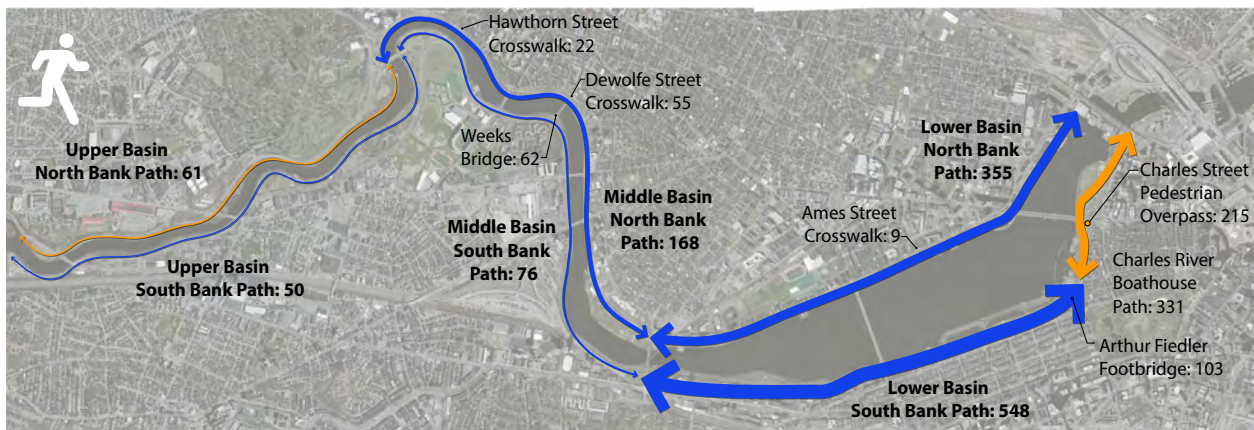 Hawthorn Street
Crosswalk: 22
Dewolfe Street
Crosswalk: 55
Weeks
Bridge: 62
Upper Basin
North Bank Path: 61
Upper Basin
South Bank Path: 50
Middle Basin
South Bank
Path: 76
Middle Basin
North Bank
Path: 168
Ames Street
Crosswalk: 9
Lower Basin
North Bank
Path: 355
Charles Street
Pedestrian
Overpass: 215
Charles River
Boathouse
Path: 331
Arthur Fiedler
Footbridge: 103
Lower Basin
South Bank Path: 548